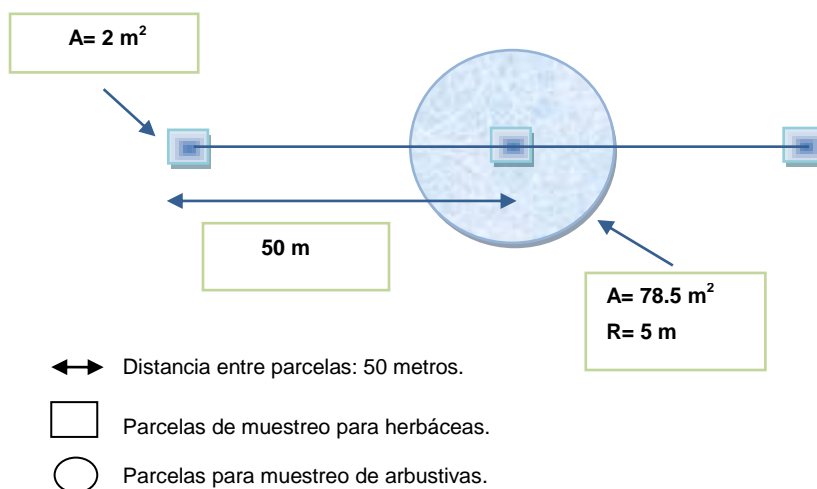 A= 2 m²
50 m
A= 78.5 m²
R= 5 m
Distancia entre parcelas: 50 metros.
Parcelas de muestreo para herbáceas.
Parcelas para muestreo de arbustivas.